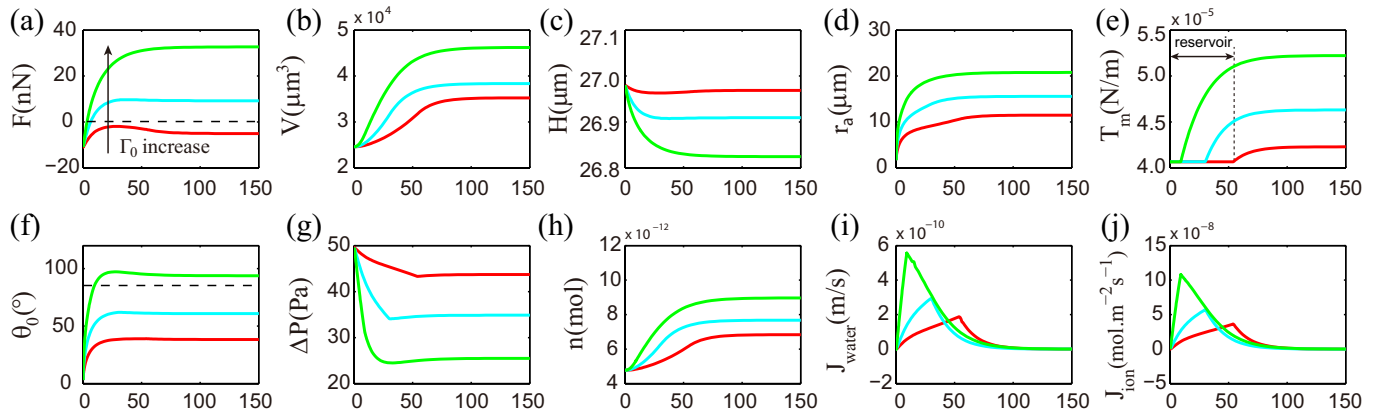 (a)
40
20
0
−20
0 50 100 150
F(nN)
Γ₀ increase
(b)
x 10⁴
5
4
3
2
0 50 100 150
V(μm³)
(c)
27.1
27.0
26.9
26.8
0 50 100 150
H(μm)
(d)
30
20
10
0
0 50 100 150
rₐ(μm)
(e)
x 10⁻⁵
5.5
5.0
4.5
4.0
0 50 100 150
Tₘ(N/m)
reservoir
(f)
100
50
0
0 50 100 150
θ₀(°)
(g)
50
40
30
20
0 50 100 150
ΔP(Pa)
(h)
x 10⁻¹²
12
10
8
6
4
0 50 100 150
n(mol)
(i)
x 10⁻¹⁰
6
4
2
0
−2
0 50 100 150
J_water(m/s)
(j)
x 10⁻⁸
15
10
5
0
−5
0 50 100 150
J_ion(mol.m⁻²s⁻¹)